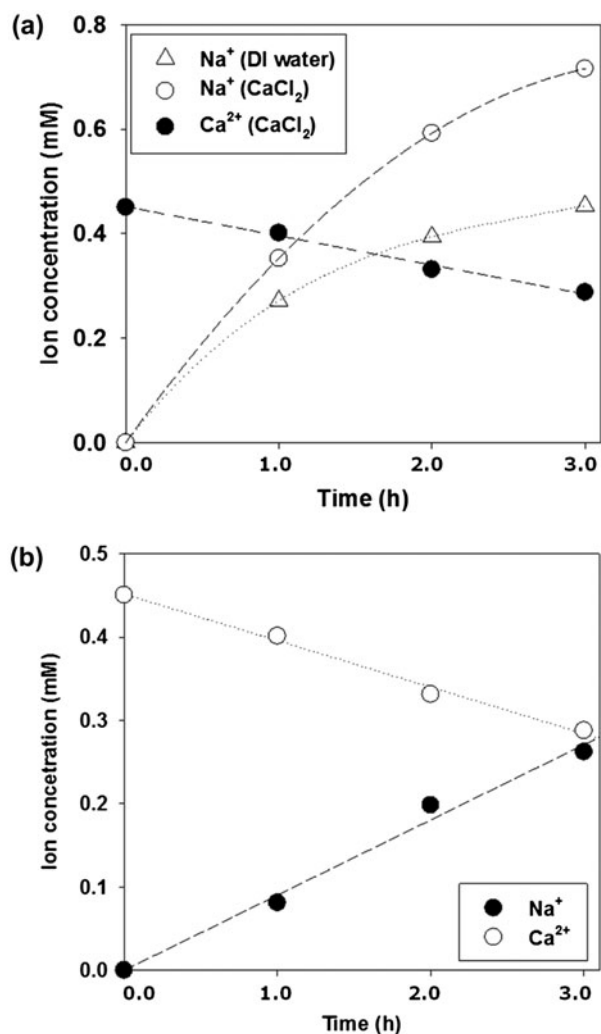 (a)
0.8
0.6
0.4
0.2
0.0
Ion concentration (mM)
Na⁺ (DI water)
Na⁺ (CaCl₂)
Ca²⁺ (CaCl₂)
0.0 1.0 2.0 3.0
Time (h)
(b)
0.5
0.4
0.3
0.2
0.1
0.0
Ion concetration (mM)
Na⁺
Ca²⁺
0.0 1.0 2.0 3.0
Time (h)